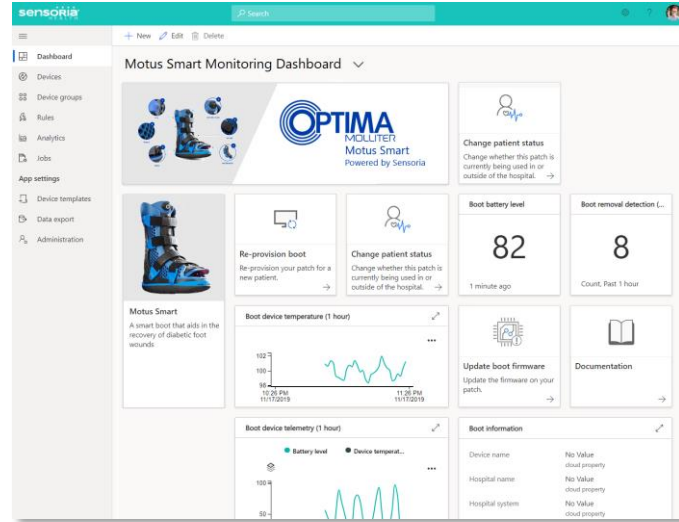 sensoria
HEALTH
Search
?
New
Edit
Delete
Dashboard
Devices
Device groups
Rules
Analytics
Jobs
App settings
Device templates
Data export
Administration
Motus Smart Monitoring Dashboard
OPTIMA
MOLLITER
Motus Smart
Powered by Sensoria
Change patient status
Change whether this patch is
currently being used in or
outside of the hospital.
Motus Smart
A smart boot that aids in the
recovery of diabetic foot
wounds
Re-provision boot
Re-provision your patch for a
new patient.
Change patient status
Change whether this patch is
currently being used in or
outside of the hospital.
Boot battery level
82
1 minute ago
Boot removal detection (...
8
Count, Past 1 hour
Boot device temperature (1 hour)
...
102
100
98
10:26 PM
11/17/2019
11:26 PM
11/17/2019
Update boot firmware
Update the firmware on your
patch.
Documentation
Boot device telemetry (1 hour)
Battery level
Device temperat...
...
100
50
Boot information
Device name
No Value
cloud property
Hospital name
No Value
cloud property
Hospital system
No Value
cloud property